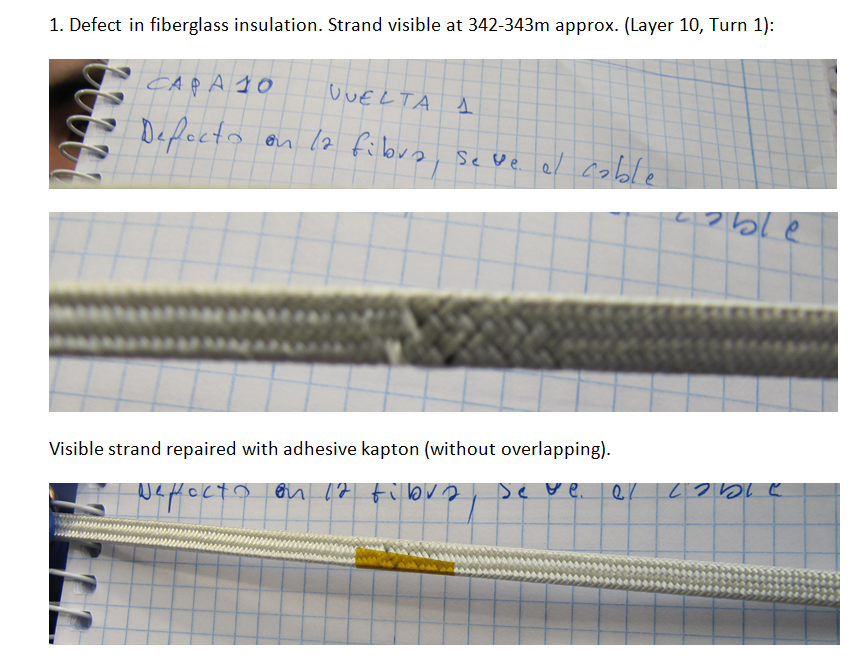 1. Defect in fiberglass insulation. Strand visible at 342-343m approx. (Layer 10, Turn 1):
CAPA 10 VUELTA 1
Defecto en la fibra, se ve el cable
cable
Visible strand repaired with adhesive kapton (without overlapping).
Defecto en la fibra, se ve el cable